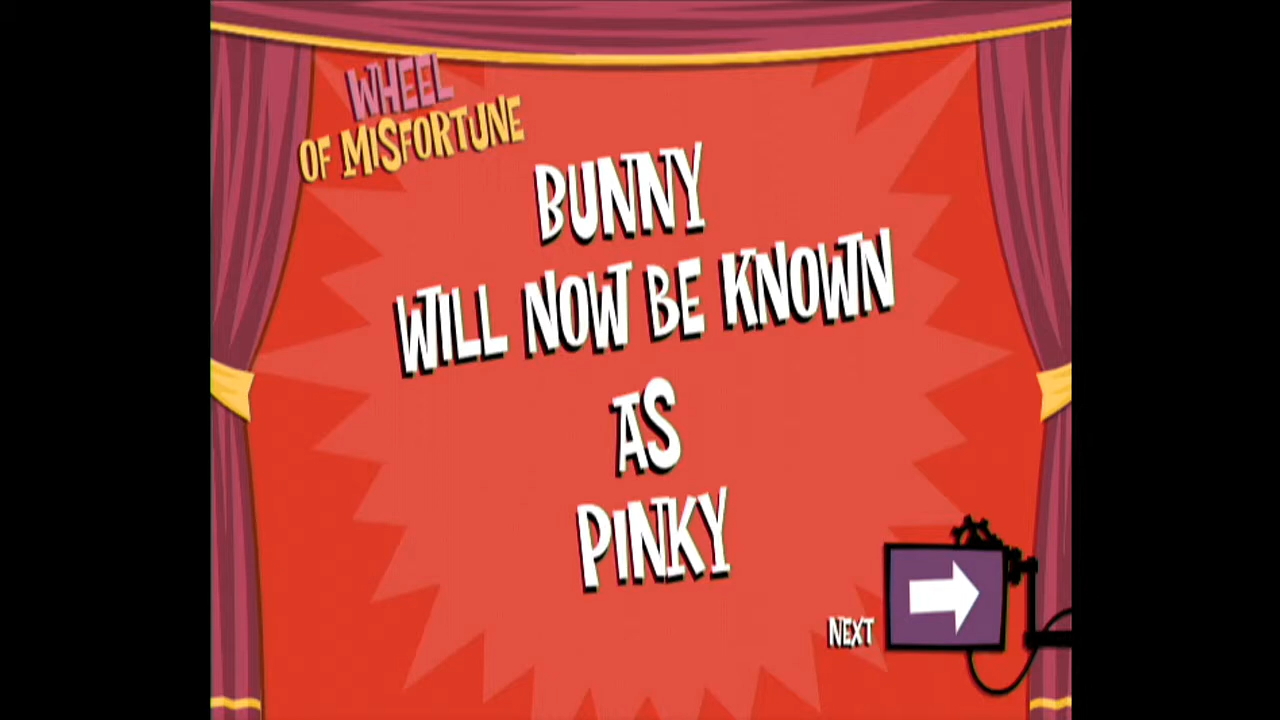 WHEEL
OF MISFORTUNE
BUNNY
WILL NOW BE KNOWN
AS
PINKY
NEXT